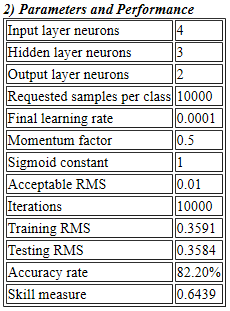 2) Parameters and Performance
Input layer neurons 4
Hidden layer neurons 3
Output layer neurons 2
Requested samples per class 10000
Final learning rate 0.0001
Momentum factor 0.5
Sigmoid constant 1
Acceptable RMS 0.01
Iterations 10000
Training RMS 0.3591
Testing RMS 0.3584
Accuracy rate 82.20%
Skill measure 0.6439